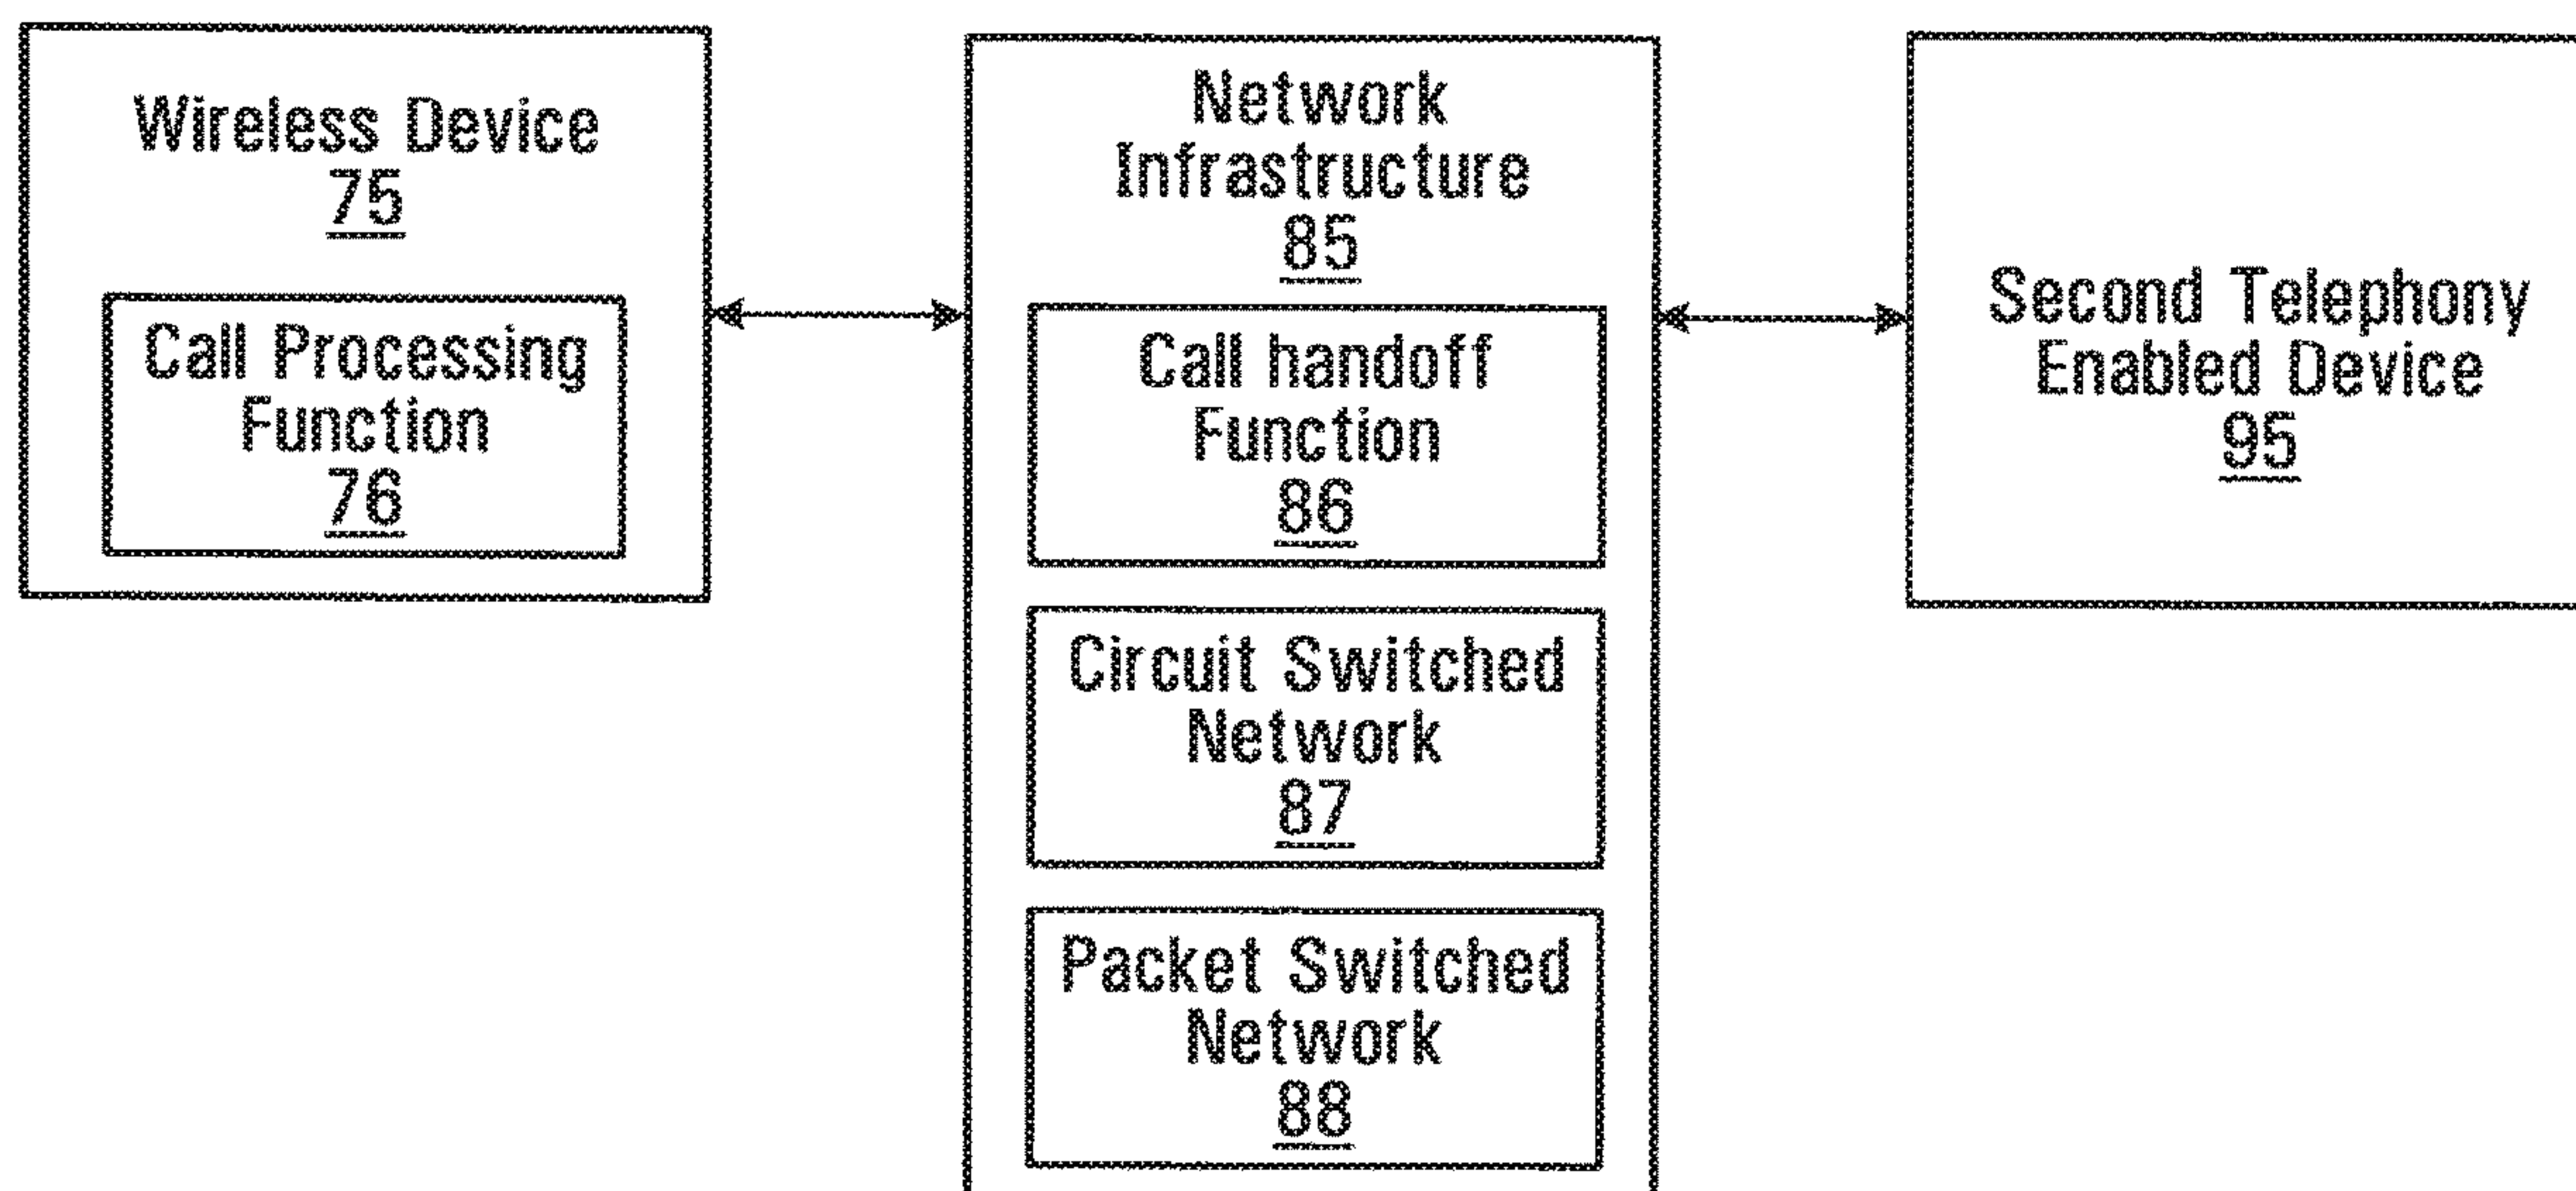 Wireless Device
75
Call Processing
Function
76
Network
Infrastructure
85
Call handoff
Function
86
Circuit Switched
Network
87
Packet Switched
Network
88
Second Telephony
Enabled Device
95